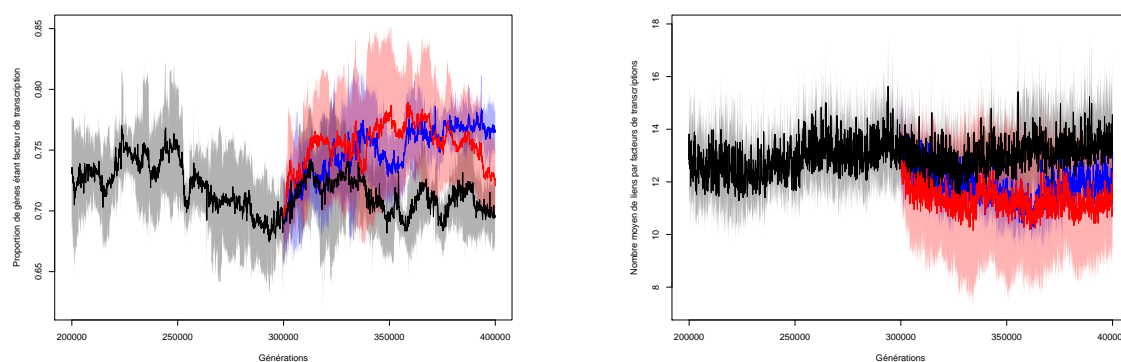 Proportion de gènes étant faceur de transcription
0.65 0.70 0.75 0.80 0.85
200000 250000 300000 350000 400000
Générations
Nombre moyen de liens par facteurs de transcriptions
8 10 12 14 16 18
200000 250000 300000 350000 400000
Générations